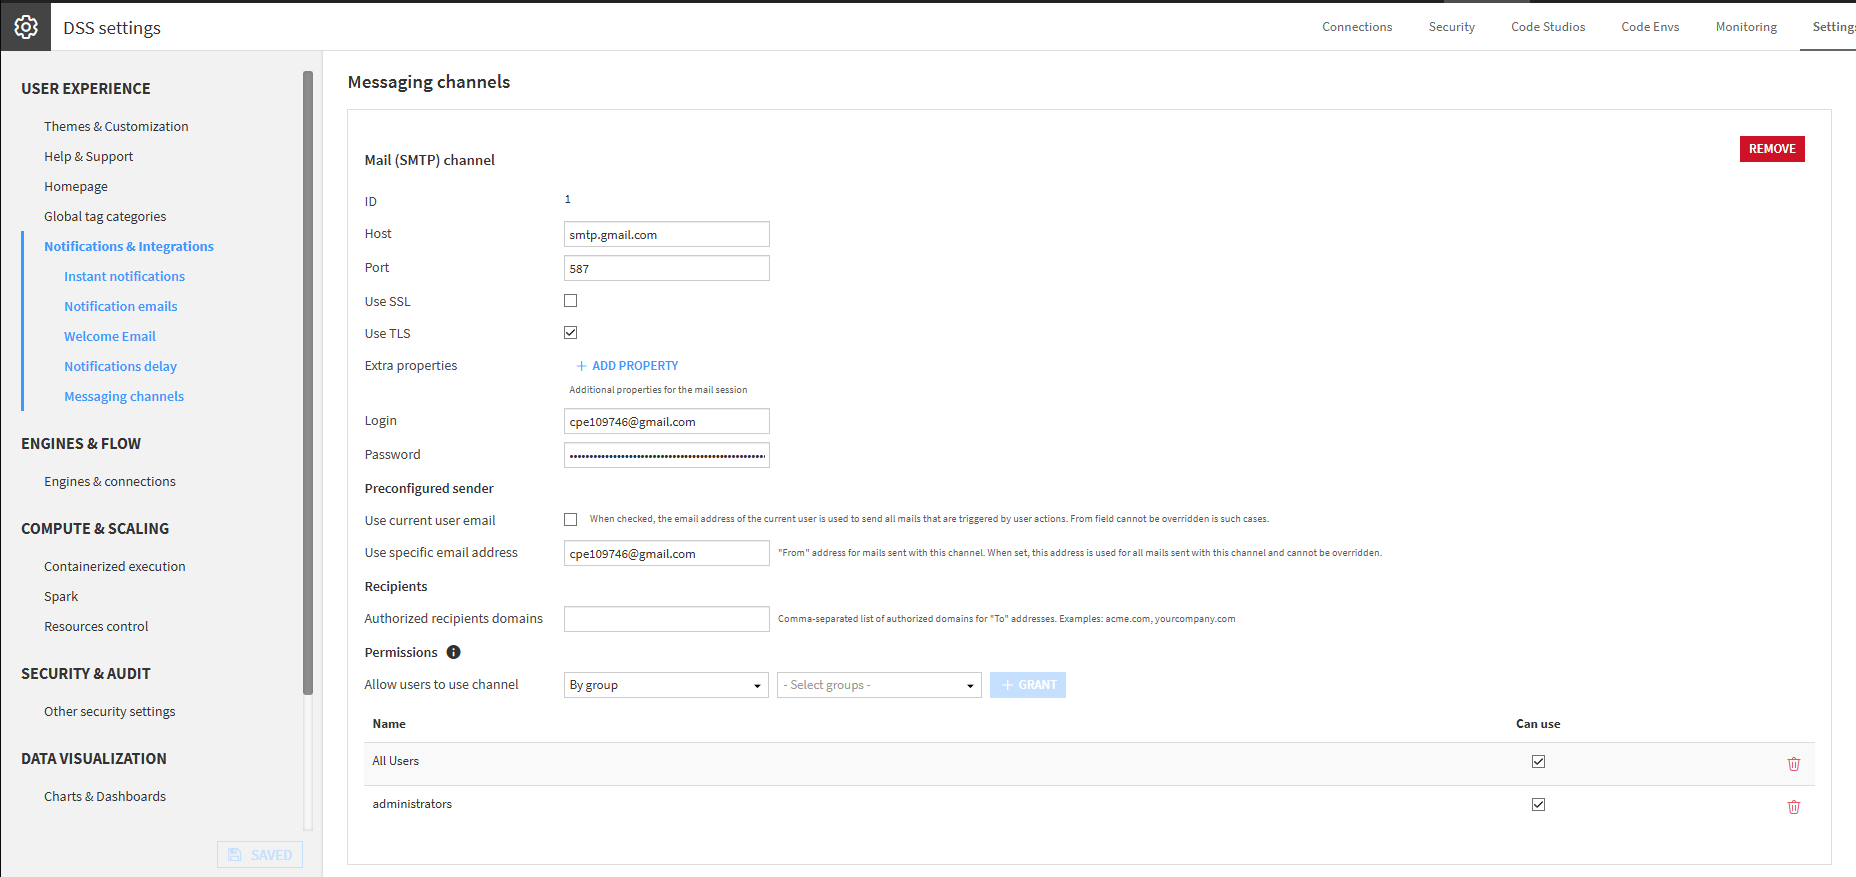 DSS settings
Connections
Security
Code Studios
Code Envs
Monitoring
Settings
USER EXPERIENCE
Themes & Customization
Help & Support
Homepage
Global tag categories
Notifications & Integrations
Instant notifications
Notification emails
Welcome Email
Notifications delay
Messaging channels
ENGINES & FLOW
Engines & connections
COMPUTE & SCALING
Containerized execution
Spark
Resources control
SECURITY & AUDIT
Other security settings
DATA VISUALIZATION
Charts & Dashboards
SAVED
Messaging channels
Mail (SMTP) channel
REMOVE
ID 1
Host smtp.gmail.com
Port 587
Use SSL
Use TLS
Extra properties + ADD PROPERTY
Additional properties for the mail session
Login cpe109746@gmail.com
Password
Preconfigured sender
Use current user email When checked, the email address of the current user is used to send all mails that are triggered by user actions. From field cannot be overridden is such cases.
Use specific email address cpe109746@gmail.com "From" address for mails sent with this channel. When set, this address is used for all mails sent with this channel and cannot be overridden.
Recipients
Authorized recipients domains Comma-separated list of authorized domains for "To" addresses. Examples: acme.com, yourcompany.com
Permissions
Allow users to use channel By group - Select groups - + GRANT
Name Can use
All Users
administrators